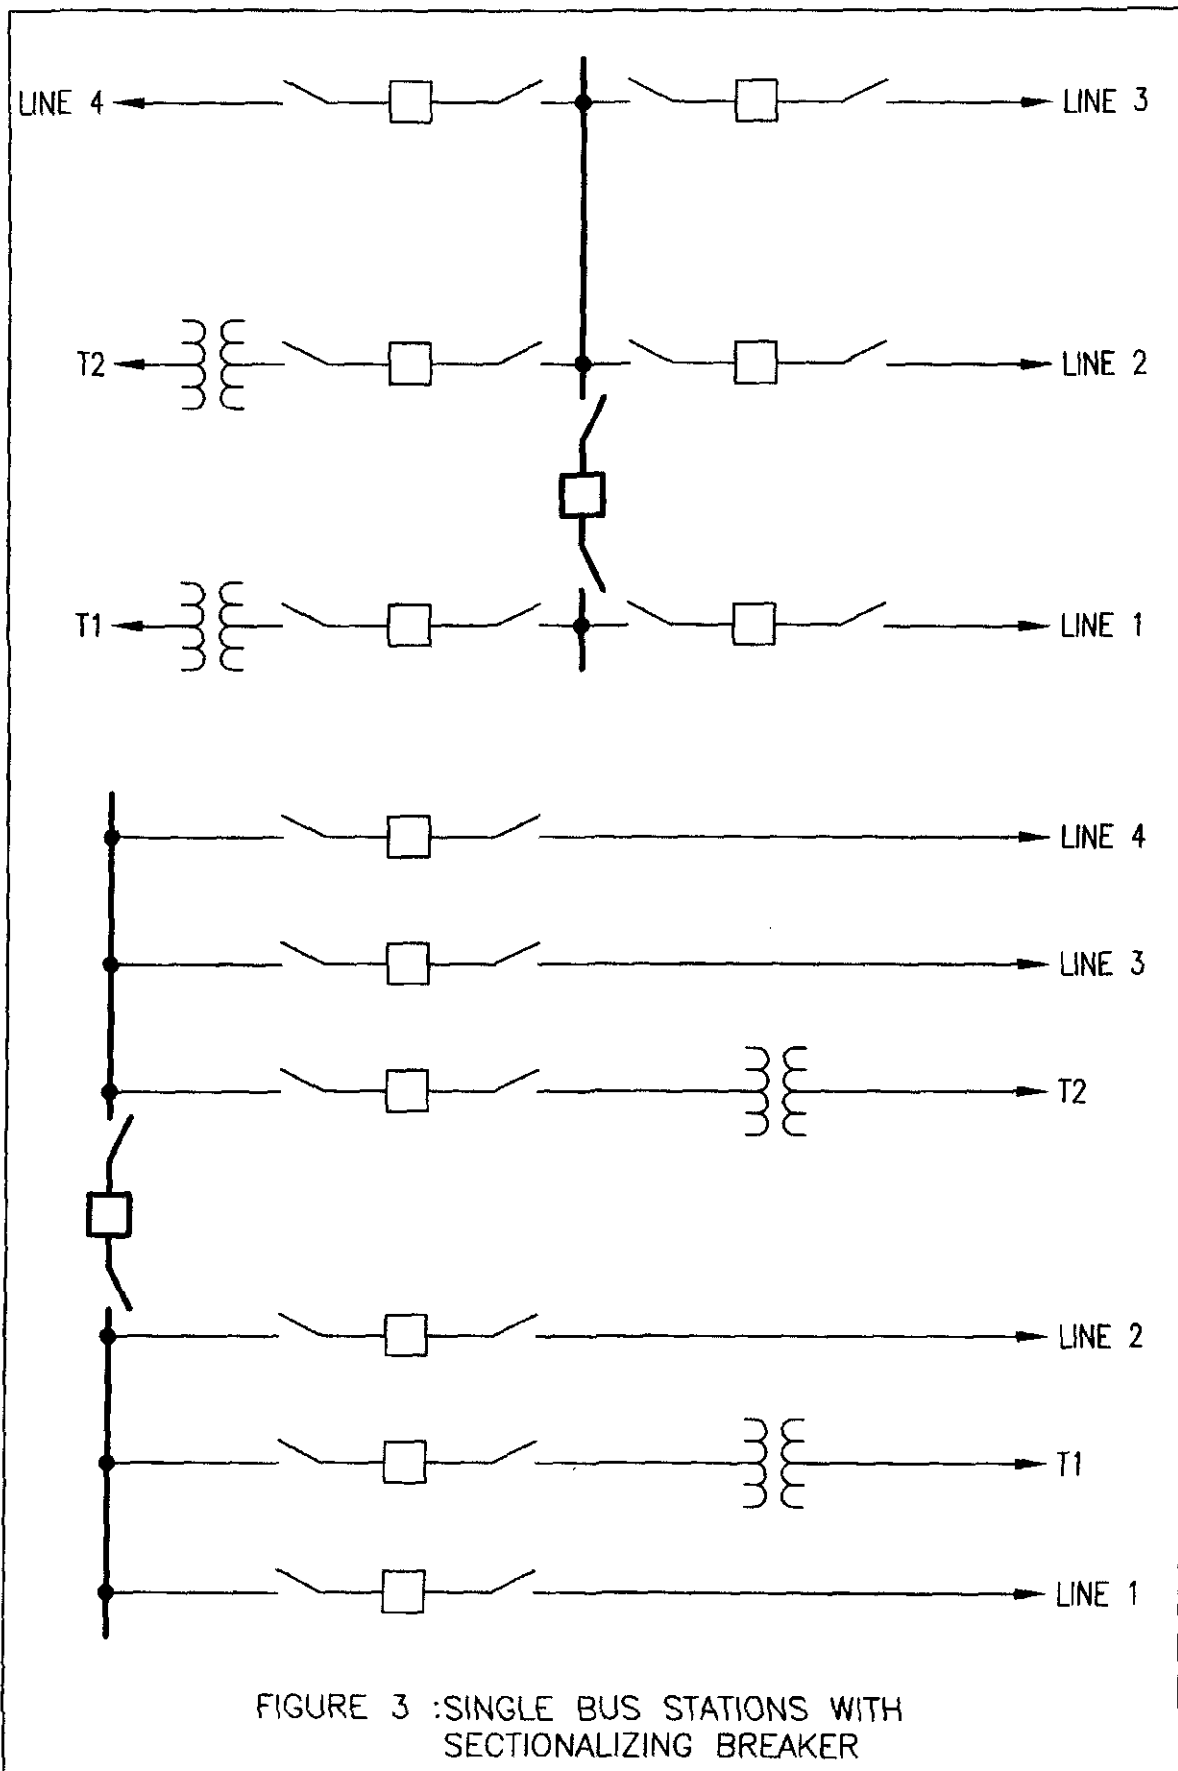 LINE 4
LINE 3
T2
LINE 2
T1
LINE 1
LINE 4
LINE 3
T2
LINE 2
T1
LINE 1
FIGURE 3 :SINGLE BUS STATIONS WITH
SECTIONALIZING BREAKER